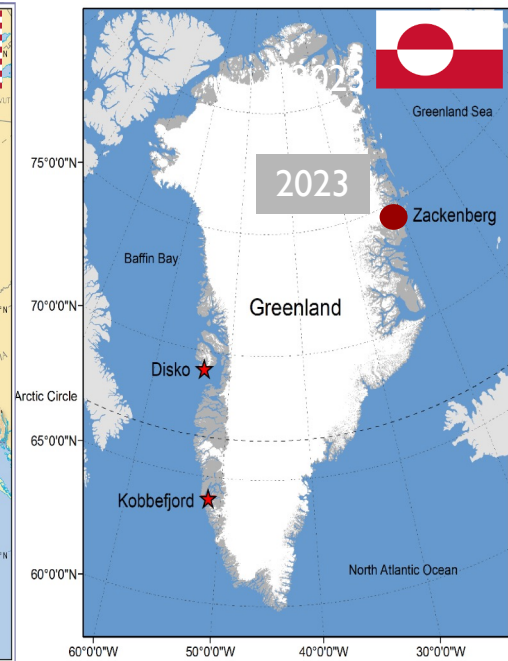 2023
Greenland Sea
75°0'0"N
2023
Zackenberg
Baffin Bay
70°0'0"N
Greenland
Disko
Arctic Circle
65°0'0"N
Kobbefjord
60°0'0"N
North Atlantic Ocean
60°0'0"W
50°0'0"W
40°0'0"W
30°0'0"W